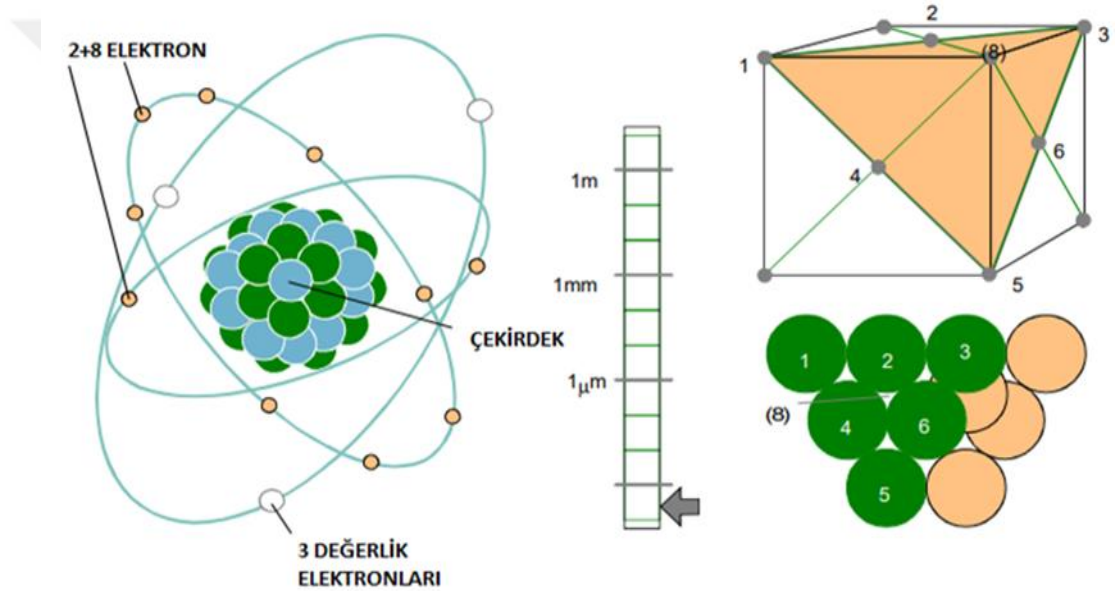 2+8 ELEKTRON
ÇEKİRDEK
3 DEĞERLİK
ELEKTRONLARI
1m
1mm
1μm
2
3
1
(8)
4
6
5
1
2
3
(8)
4
6
5